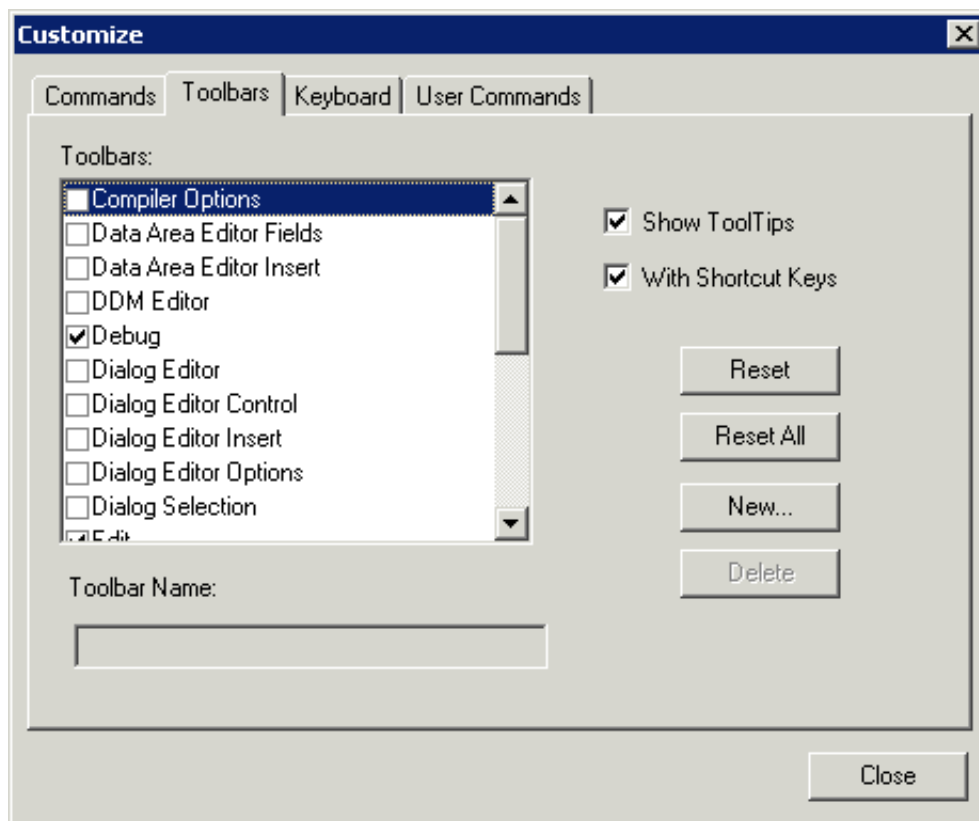 Customize
Commands Toolbars Keyboard User Commands
Toolbars:
Compiler Options
Data Area Editor Fields
Data Area Editor Insert
DDM Editor
Debug
Dialog Editor
Dialog Editor Control
Dialog Editor Insert
Dialog Editor Options
Dialog Selection
Edit
Show ToolTips
With Shortcut Keys
Reset
Reset All
New...
Delete
Toolbar Name:
Close